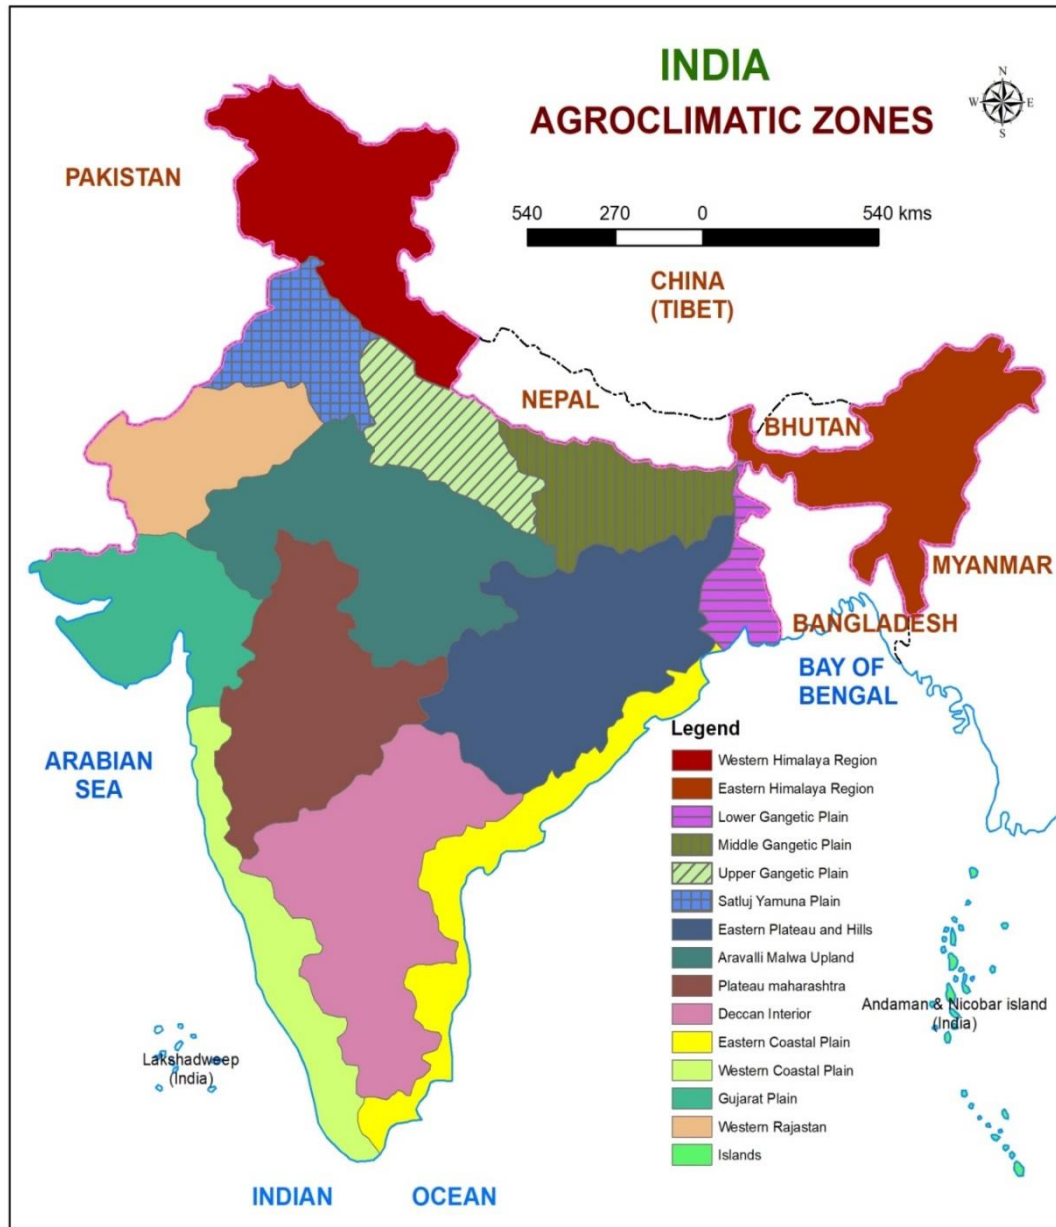 INDIA
AGROCLIMATIC ZONES
N
W E
S
PAKISTAN
540 270 0 540 kms
CHINA
(TIBET)
NEPAL
BHUTAN
MYANMAR
BANGLADESH
BAY OF
BENGAL
ARABIAN
SEA
Legend
Western Himalaya Region
Eastern Himalaya Region
Lower Gangetic Plain
Middle Gangetic Plain
Upper Gangetic Plain
Satluj Yamuna Plain
Eastern Plateau and Hills
Aravalli Malwa Upland
Plateau maharashtra
Deccan Interior
Eastern Coastal Plain
Western Coastal Plain
Gujarat Plain
Western Rajastan
Islands
Andaman & Nicobar island
(India)
Lakshadweep
(India)
INDIAN OCEAN